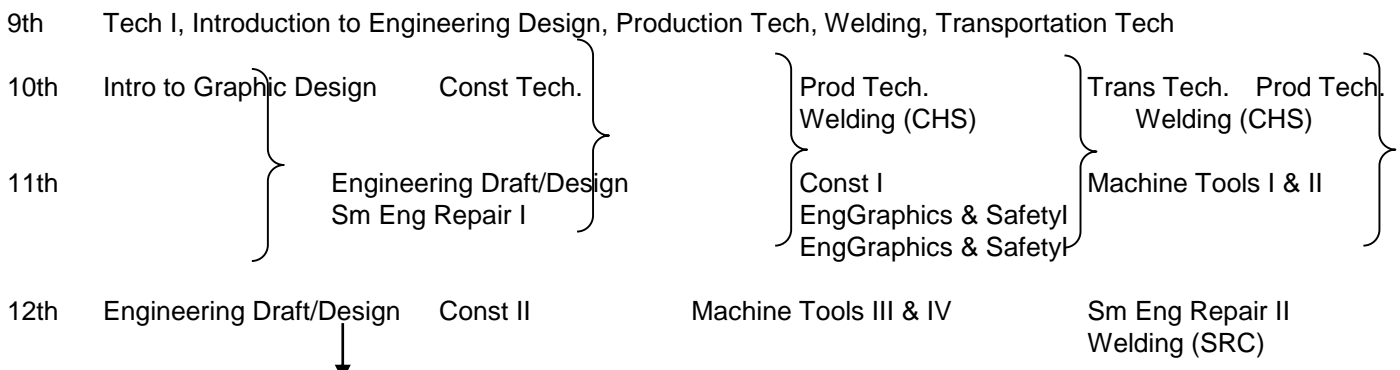 9th Tech I, Introduction to Engineering Design, Production Tech, Welding, Transportation Tech
10th Intro to Graphic Design Const Tech. Prod Tech. Trans Tech. Prod Tech.
Welding (CHS) Welding (CHS)
11th Engineering Draft/Design Const I Machine Tools I & II
Sm Eng Repair I EngGraphics & SafetyI
EngGraphics & SafetyI
12th Engineering Draft/Design Const II Machine Tools III & IV Sm Eng Repair II
Welding (SRC)